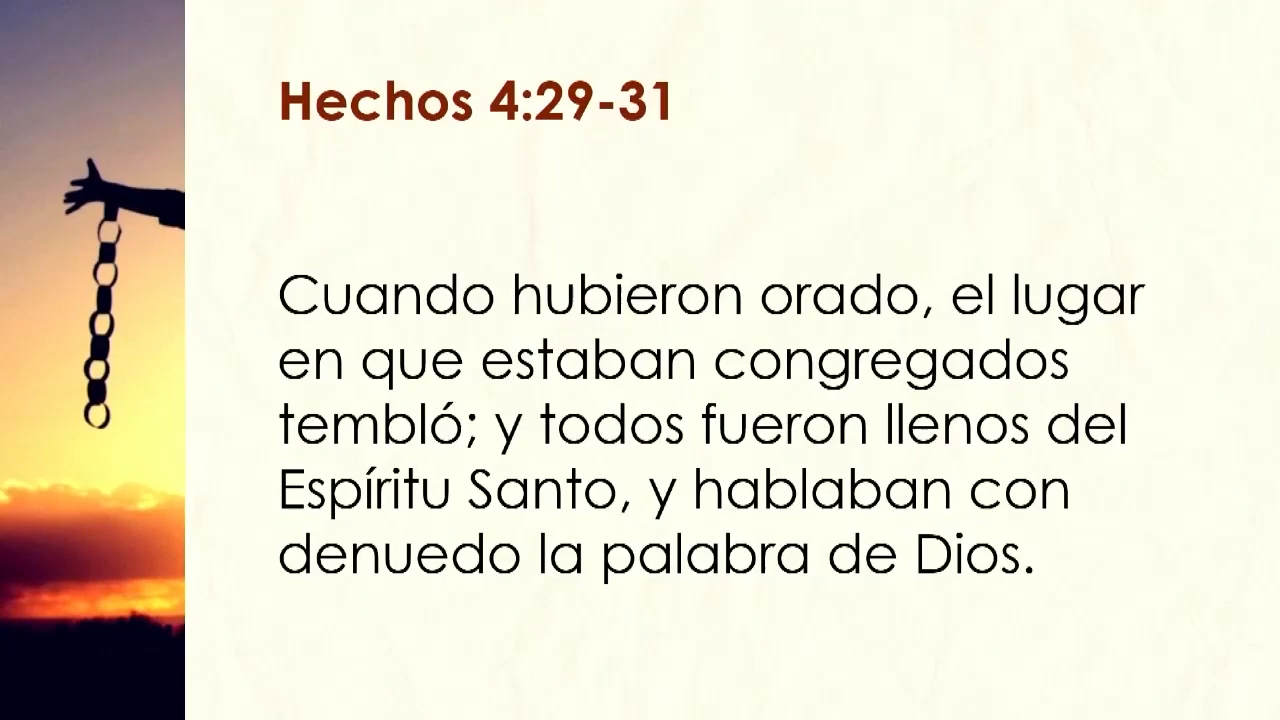 Hechos 4:29-31
Cuando hubieron orado, el lugar
en que estaban congregados
tembló; y todos fueron llenos del
Espíritu Santo, y hablaban con
denuedo la palabra de Dios.